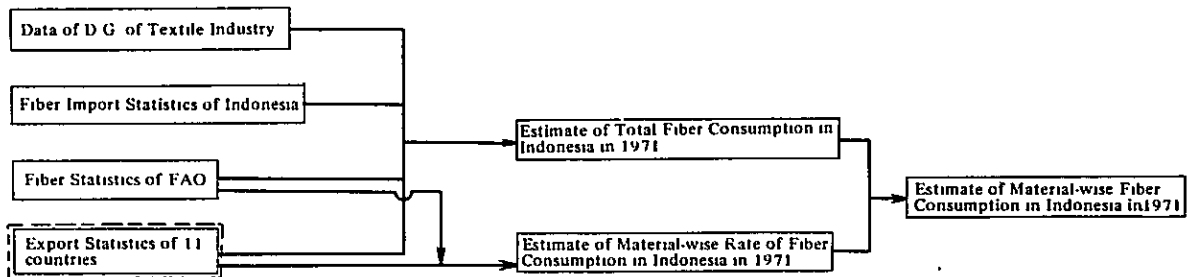 Data of D G of Textile Industry
Fiber Import Statistics of Indonesia
Fiber Statistics of FAO
Export Statistics of 11
countries
Estimate of Total Fiber Consumption in
Indonesia in 1971
Estimate of Material-wise Rate of Fiber
Consumption in Indonesia in 1971
Estimate of Material-wise Fiber
Consumption in Indonesia in1971